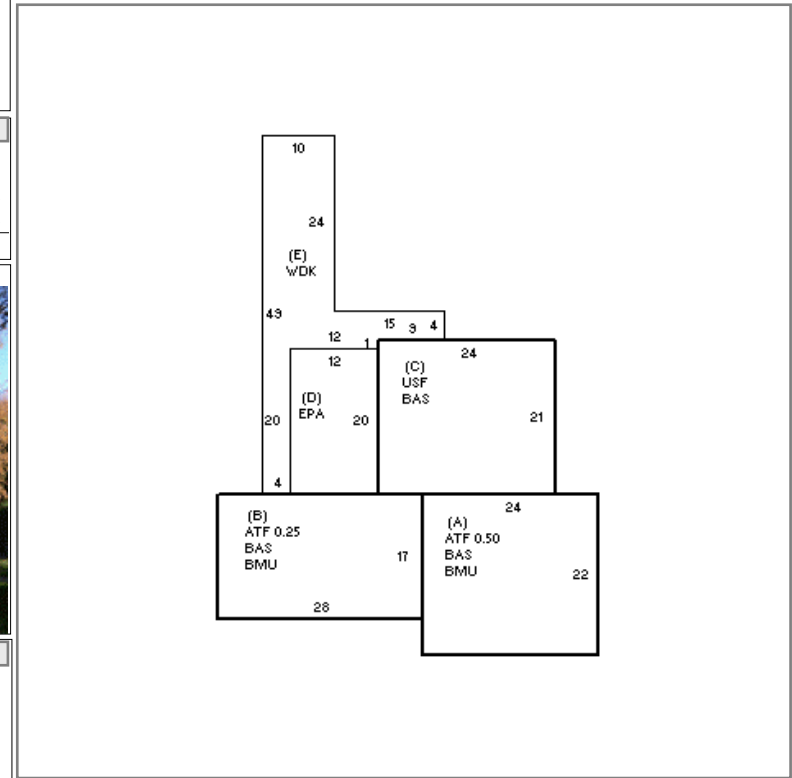 10
24
(E)
WDK
49
15 9 4
12 1
12
24
(C)
USF
BAS
(D)
EPA
20
20
21
4
24
(B)
ATF 0.25
BAS
BMU
(A)
ATF 0.50
BAS
BMU
17
22
28